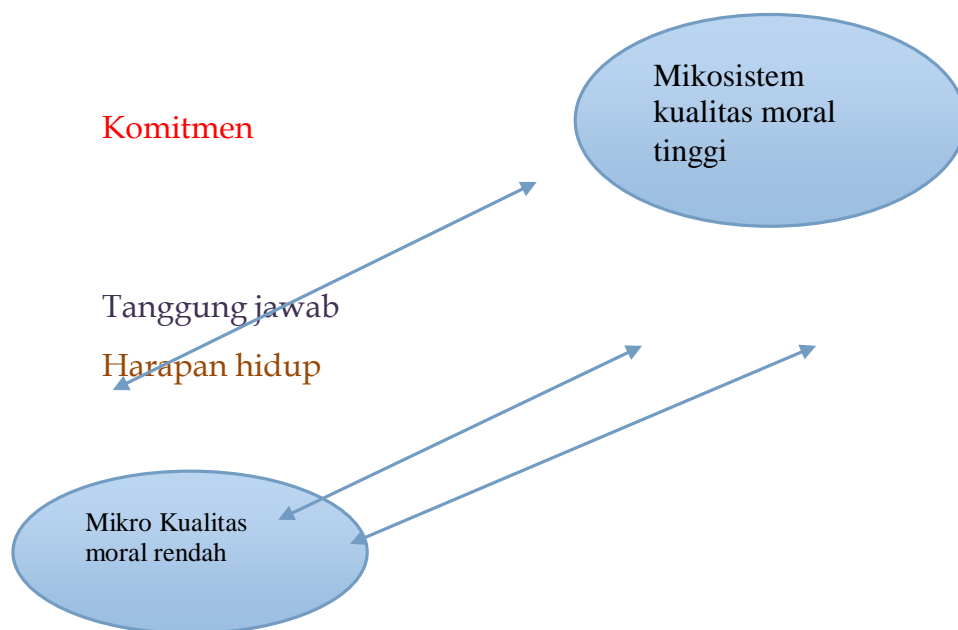 Mikosistem
kualitas moral
tinggi
Komitmen
Tanggung jawab
Harapan hidup
Mikro Kualitas
moral rendah